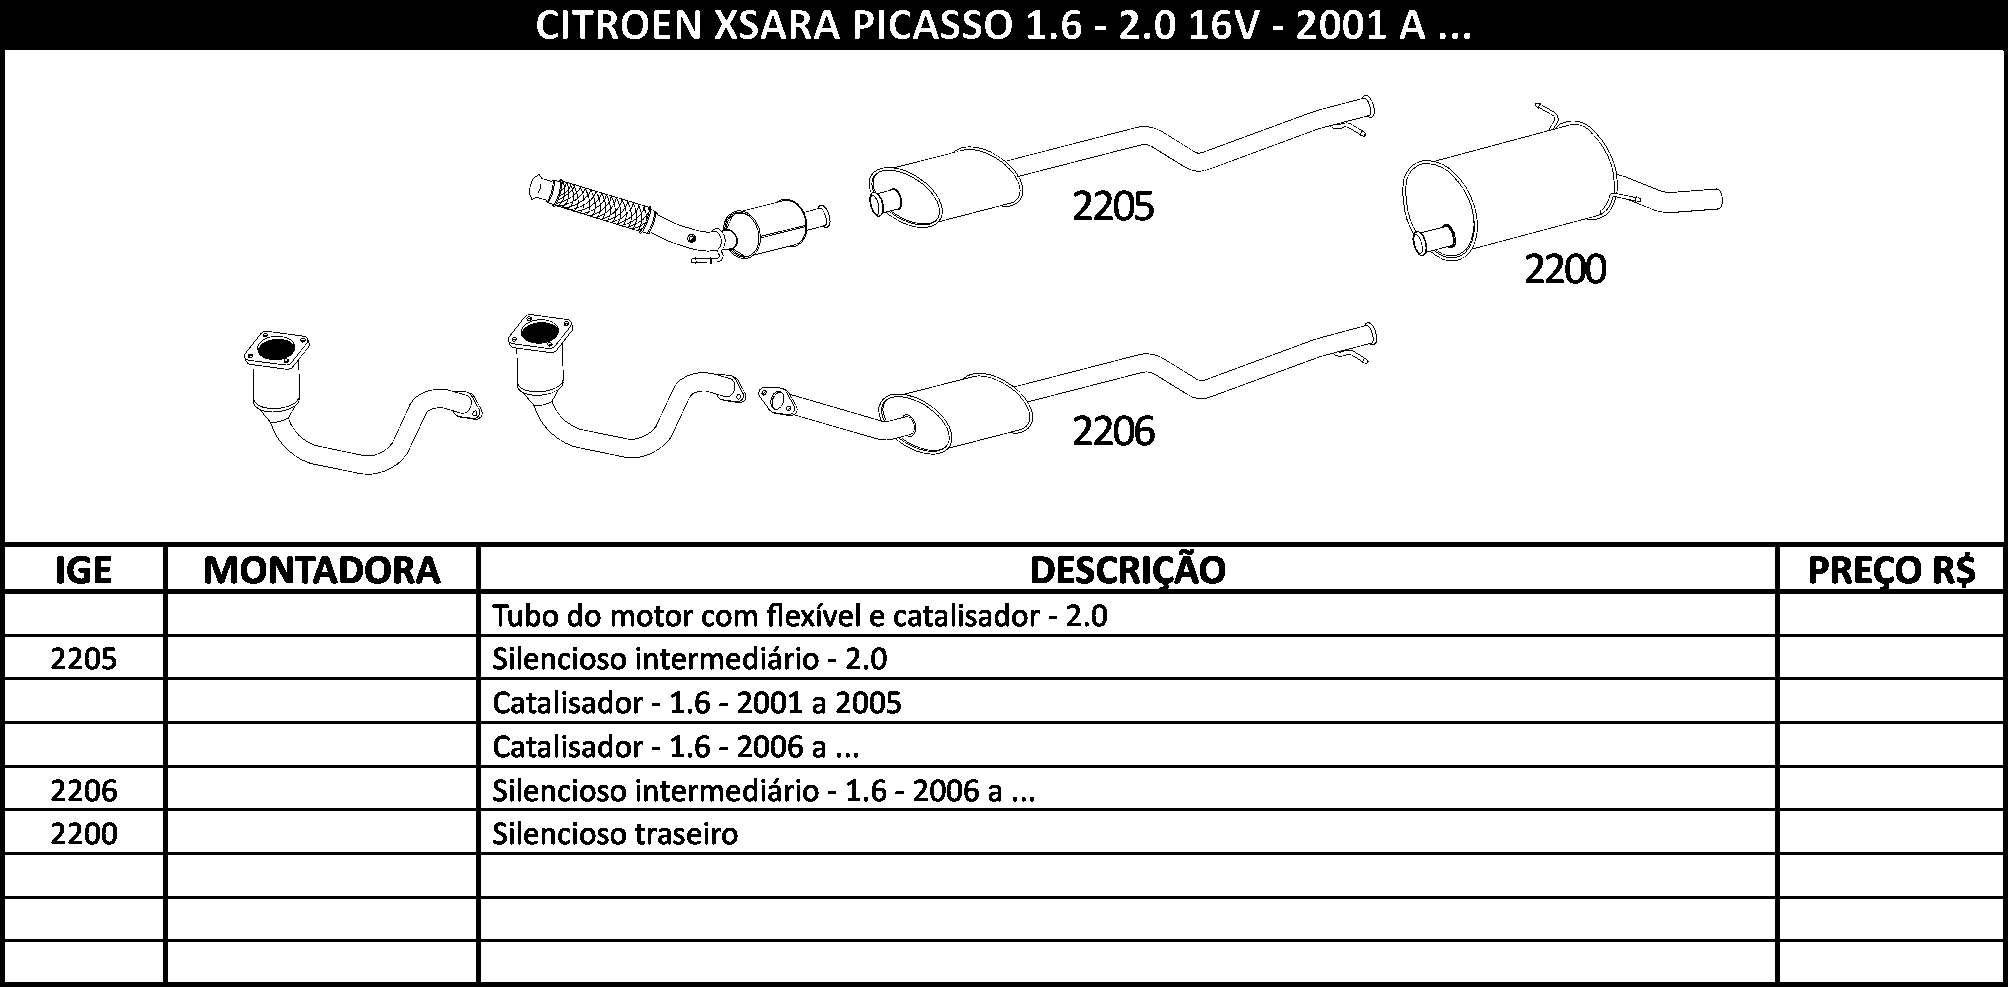 CITROEN XSARA PICASSO 1.6 - 2.0 16V - 2001 A ...
2205
2200
2206
IGE MONTADORA DESCRIÇÃO PREÇO R$
Tubo do motor com flexível e catalisador - 2.0
2205 Silencioso intermediário - 2.0
Catalisador - 1.6 - 2001 a 2005
Catalisador - 1.6 - 2006 a ...
2206 Silencioso intermediário - 1.6 - 2006 a ...
2200 Silencioso traseiro